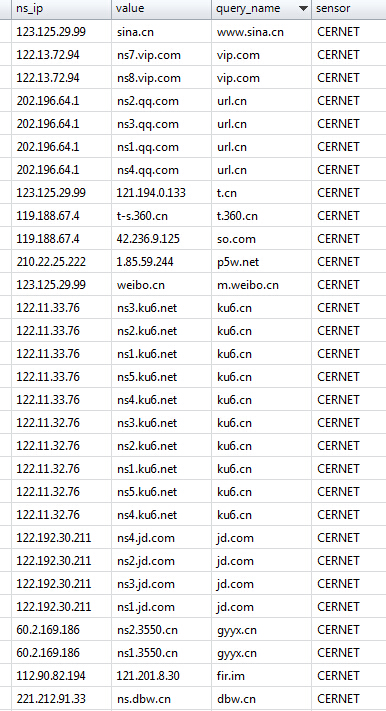 ns_ip value query_name sensor
123.125.29.99 sina.cn www.sina.cn CERNET
122.13.72.94 ns7.vip.com vip.com CERNET
122.13.72.94 ns8.vip.com vip.com CERNET
202.196.64.1 ns2.qq.com url.cn CERNET
202.196.64.1 ns3.qq.com url.cn CERNET
202.196.64.1 ns1.qq.com url.cn CERNET
202.196.64.1 ns4.qq.com url.cn CERNET
123.125.29.99 121.194.0.133 t.cn CERNET
119.188.67.4 t-s.360.cn t.360.cn CERNET
119.188.67.4 42.236.9.125 so.com CERNET
210.22.25.222 1.85.59.244 p5w.net CERNET
123.125.29.99 weibo.cn m.weibo.cn CERNET
122.11.33.76 ns3.ku6.net ku6.cn CERNET
122.11.33.76 ns2.ku6.net ku6.cn CERNET
122.11.33.76 ns1.ku6.net ku6.cn CERNET
122.11.33.76 ns5.ku6.net ku6.cn CERNET
122.11.33.76 ns4.ku6.net ku6.cn CERNET
122.11.32.76 ns3.ku6.net ku6.cn CERNET
122.11.32.76 ns2.ku6.net ku6.cn CERNET
122.11.32.76 ns1.ku6.net ku6.cn CERNET
122.11.32.76 ns5.ku6.net ku6.cn CERNET
122.11.32.76 ns4.ku6.net ku6.cn CERNET
122.192.30.211 ns4.jd.com jd.com CERNET
122.192.30.211 ns2.jd.com jd.com CERNET
122.192.30.211 ns3.jd.com jd.com CERNET
122.192.30.211 ns1.jd.com jd.com CERNET
60.2.169.186 ns2.3550.cn gyyx.cn CERNET
60.2.169.186 ns1.3550.cn gyyx.cn CERNET
112.90.82.194 121.201.8.30 fir.im CERNET
221.212.91.33 ns.dbw.cn dbw.cn CERNET